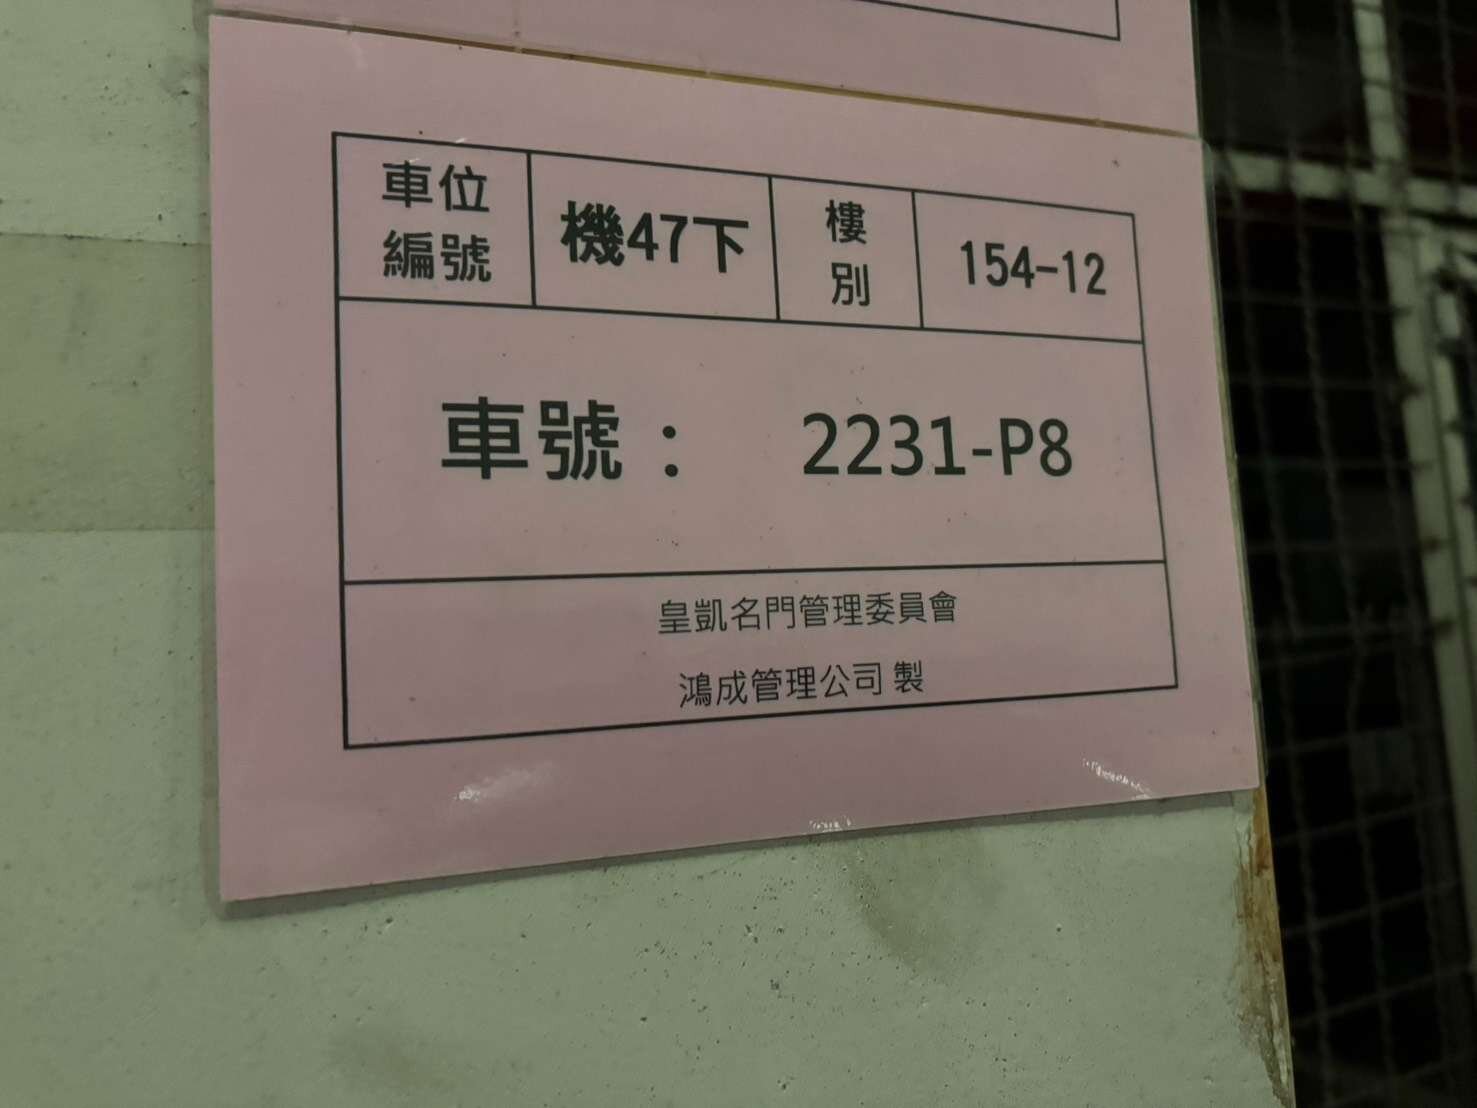 車位編號 機47下 樓別 154-12
車號： 2231-P8
皇凱名門管理委員會
鴻成管理公司 製